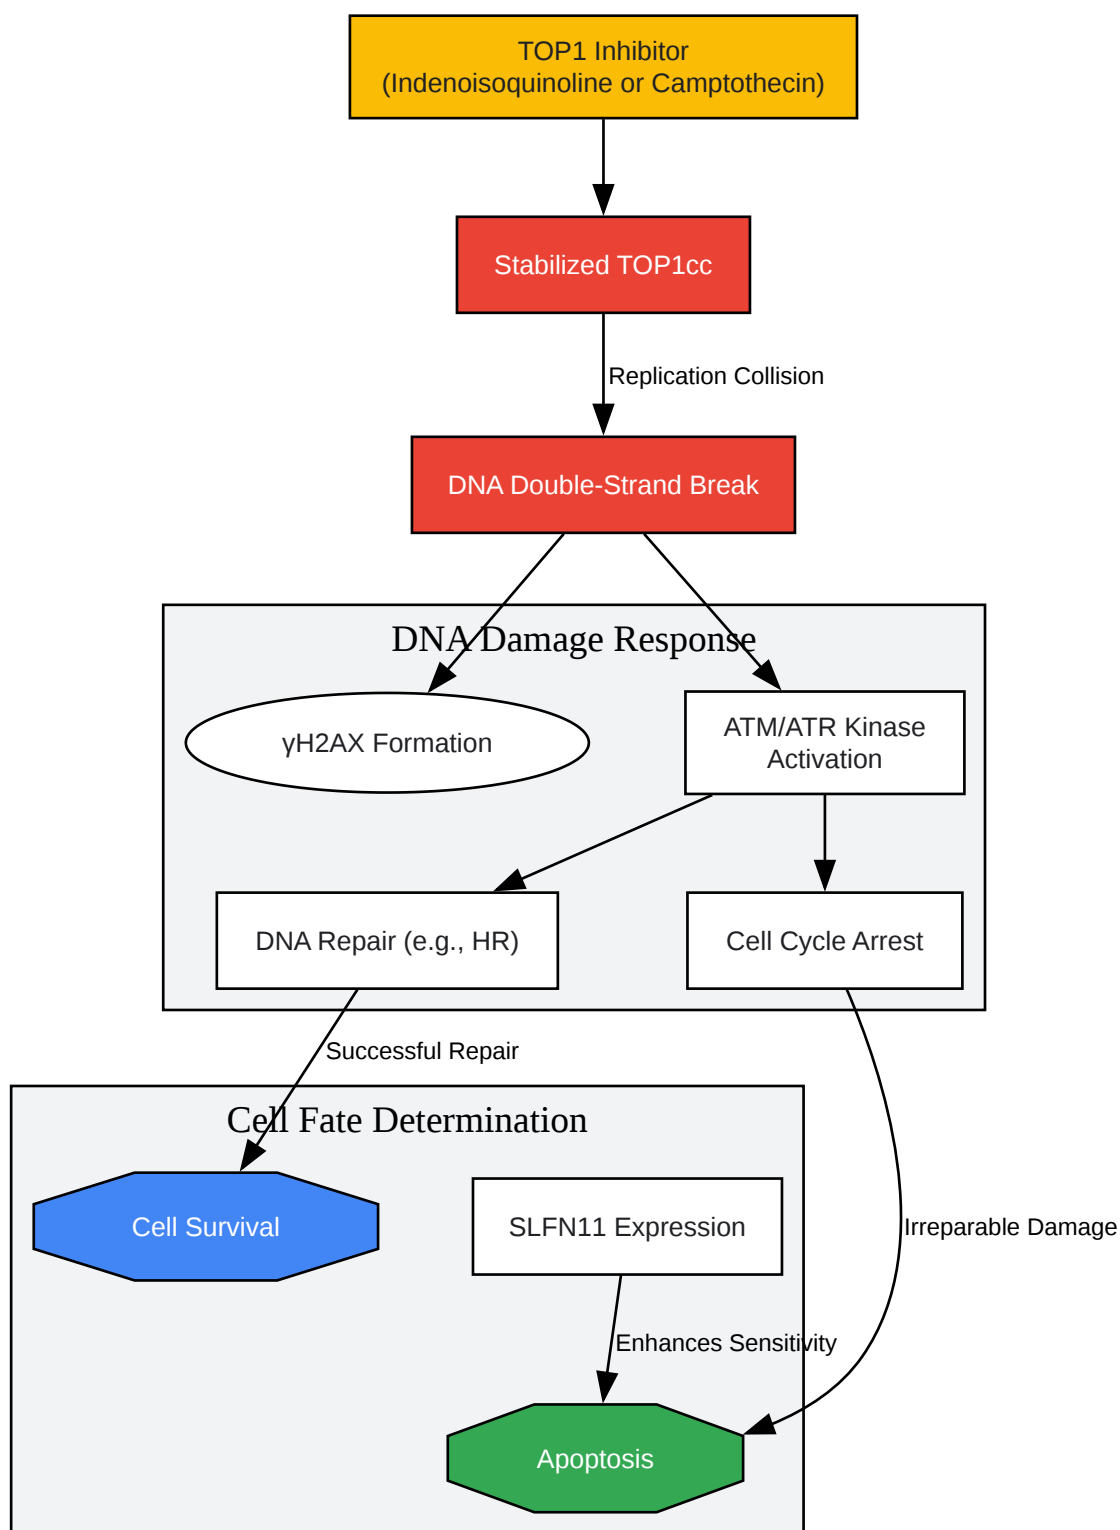 TOP1 Inhibitor
(Indenoisoquinoline or Camptothecin)
Stabilized TOP1cc
Replication Collision
DNA Double-Strand Break
DNA Damage Response
γH2AX Formation
ATM/ATR Kinase
Activation
DNA Repair (e.g., HR)
Cell Cycle Arrest
Successful Repair
Cell Fate Determination
Cell Survival
SLFN11 Expression
Irreparable Damage
Enhances Sensitivity
Apoptosis